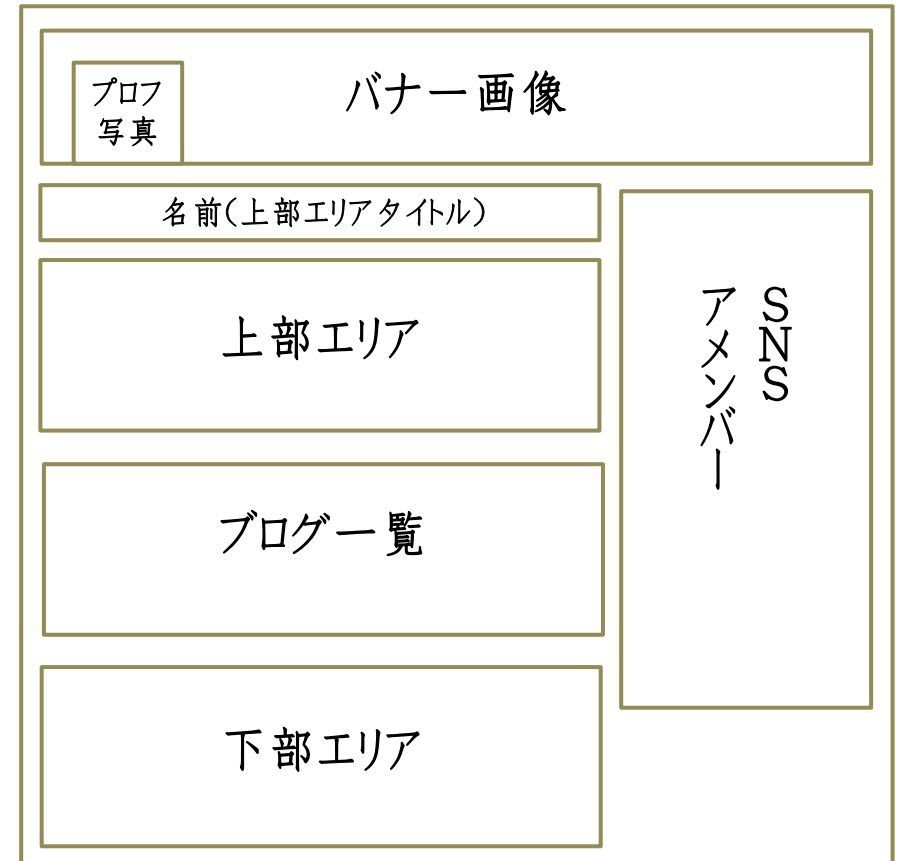 プロフ
写真
バナー画像
名前(上部エリアタイトル)
上部エリア
SNS
アメンバー
ブログ一覧
下部エリア